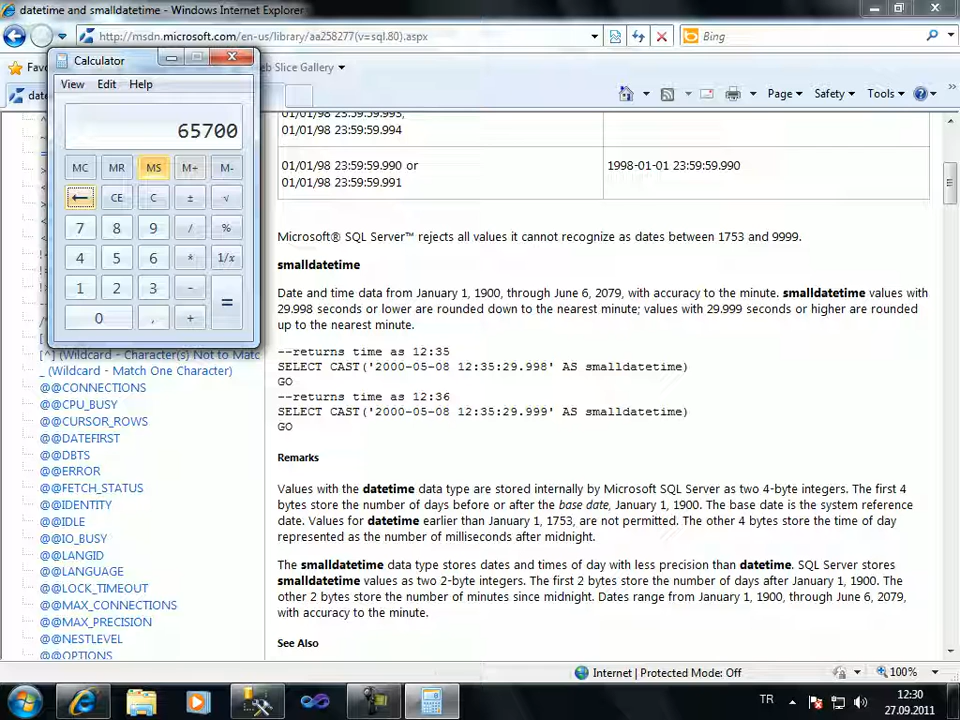 datetime and smalldatetime - Windows Internet Explorer
http://msdn.microsoft.com/en-us/library/aa258277(v=sql.80).aspx
Bing
Calculator
eb Slice Gallery
View Edit Help
Page Safety Tools
65700
MC MR MS M+ M-
← CE C ± √
7 8 9 / %
4 5 6 * 1/x
1 2 3 - =
0 , +
01/01/98 23:59:59.994
01/01/98 23:59:59.990 or
01/01/98 23:59:59.991
1998-01-01 23:59:59.990
Microsoft® SQL Server™ rejects all values it cannot recognize as dates between 1753 and 9999.
smalldatetime
Date and time data from January 1, 1900, through June 6, 2079, with accuracy to the minute. smalldatetime values with
29.998 seconds or lower are rounded down to the nearest minute; values with 29.999 seconds or higher are rounded
up to the nearest minute.
--returns time as 12:35
SELECT CAST('2000-05-08 12:35:29.998' AS smalldatetime)
GO
--returns time as 12:36
SELECT CAST('2000-05-08 12:35:29.999' AS smalldatetime)
GO
Remarks
Values with the datetime data type are stored internally by Microsoft SQL Server as two 4-byte integers. The first 4
bytes store the number of days before or after the base date, January 1, 1900. The base date is the system reference
date. Values for datetime earlier than January 1, 1753, are not permitted. The other 4 bytes store the time of day
represented as the number of milliseconds after midnight.
The smalldatetime data type stores dates and times of day with less precision than datetime. SQL Server stores
smalldatetime values as two 2-byte integers. The first 2 bytes store the number of days after January 1, 1900. The
other 2 bytes store the number of minutes since midnight. Dates range from January 1, 1900, through June 6, 2079,
with accuracy to the minute.
See Also
[^] (Wildcard - Character(s) Not to Matc
_ (Wildcard - Match One Character)
@@CONNECTIONS
@@CPU_BUSY
@@CURSOR_ROWS
@@DATEFIRST
@@DBTS
@@ERROR
@@FETCH_STATUS
@@IDENTITY
@@IDLE
@@IO_BUSY
@@LANGID
@@LANGUAGE
@@LOCK_TIMEOUT
@@MAX_CONNECTIONS
@@MAX_PRECISION
@@NESTLEVEL
@@OPTIONS
Internet | Protected Mode: Off
100%
TR
12:30
27.09.2011